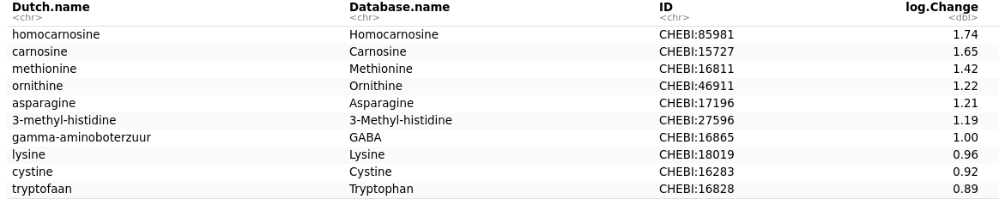 Dutch.name Database.name ID log.Change
<chr> <chr> <chr> <dbl>
homocarnosine Homocarnosine CHEBI:85981 1.74
carnosine Carnosine CHEBI:15727 1.65
methionine Methionine CHEBI:16811 1.42
ornithine Ornithine CHEBI:46911 1.22
asparagine Asparagine CHEBI:17196 1.21
3-methyl-histidine 3-Methyl-histidine CHEBI:27596 1.19
gamma-aminoboterzuur GABA CHEBI:16865 1.00
lysine Lysine CHEBI:18019 0.96
cystine Cystine CHEBI:16283 0.92
tryptofaan Tryptophan CHEBI:16828 0.89